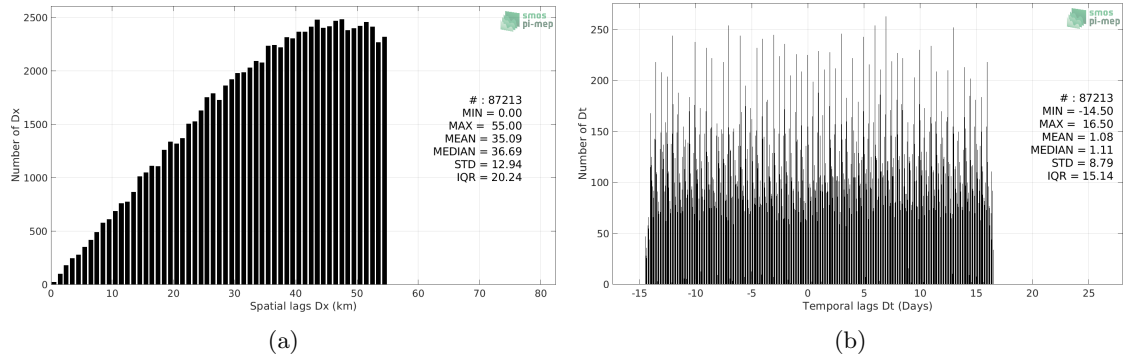 smos
pi-mep
2500
2000
1500
1000
500
0
Number of Dx
# : 87213
MIN = 0.00
MAX = 55.00
MEAN = 35.09
MEDIAN = 36.69
STD = 12.94
IQR = 20.24
0 10 20 30 40 50 60 70 80
Spatial lags Dx (km)
(a)
smos
pi-mep
250
200
150
100
50
0
Number of Dt
# : 87213
MIN = -14.50
MAX = 16.50
MEAN = 1.08
MEDIAN = 1.11
STD = 8.79
IQR = 15.14
-15 -10 -5 0 5 10 15 20 25
Temporal lags Dt (Days)
(b)